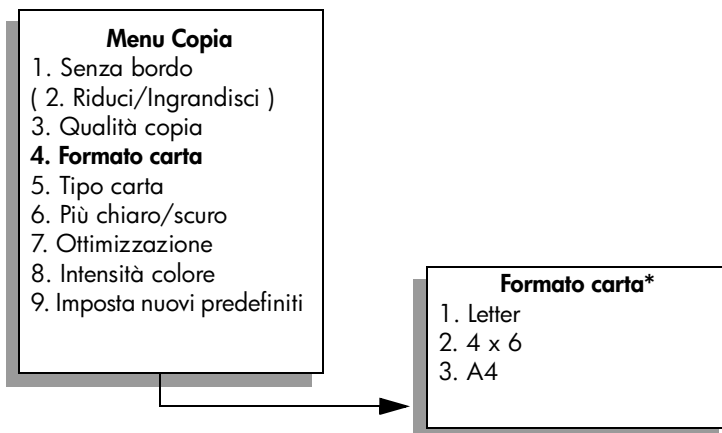 Menu Copia
1. Senza bordo
( 2. Riduci/Ingrandisci )
3. Qualità copia
4. Formato carta
5. Tipo carta
6. Più chiaro/scuro
7. Ottimizzazione
8. Intensità colore
9. Imposta nuovi predefiniti
Formato carta*
1. Letter
2. 4 x 6
3. A4